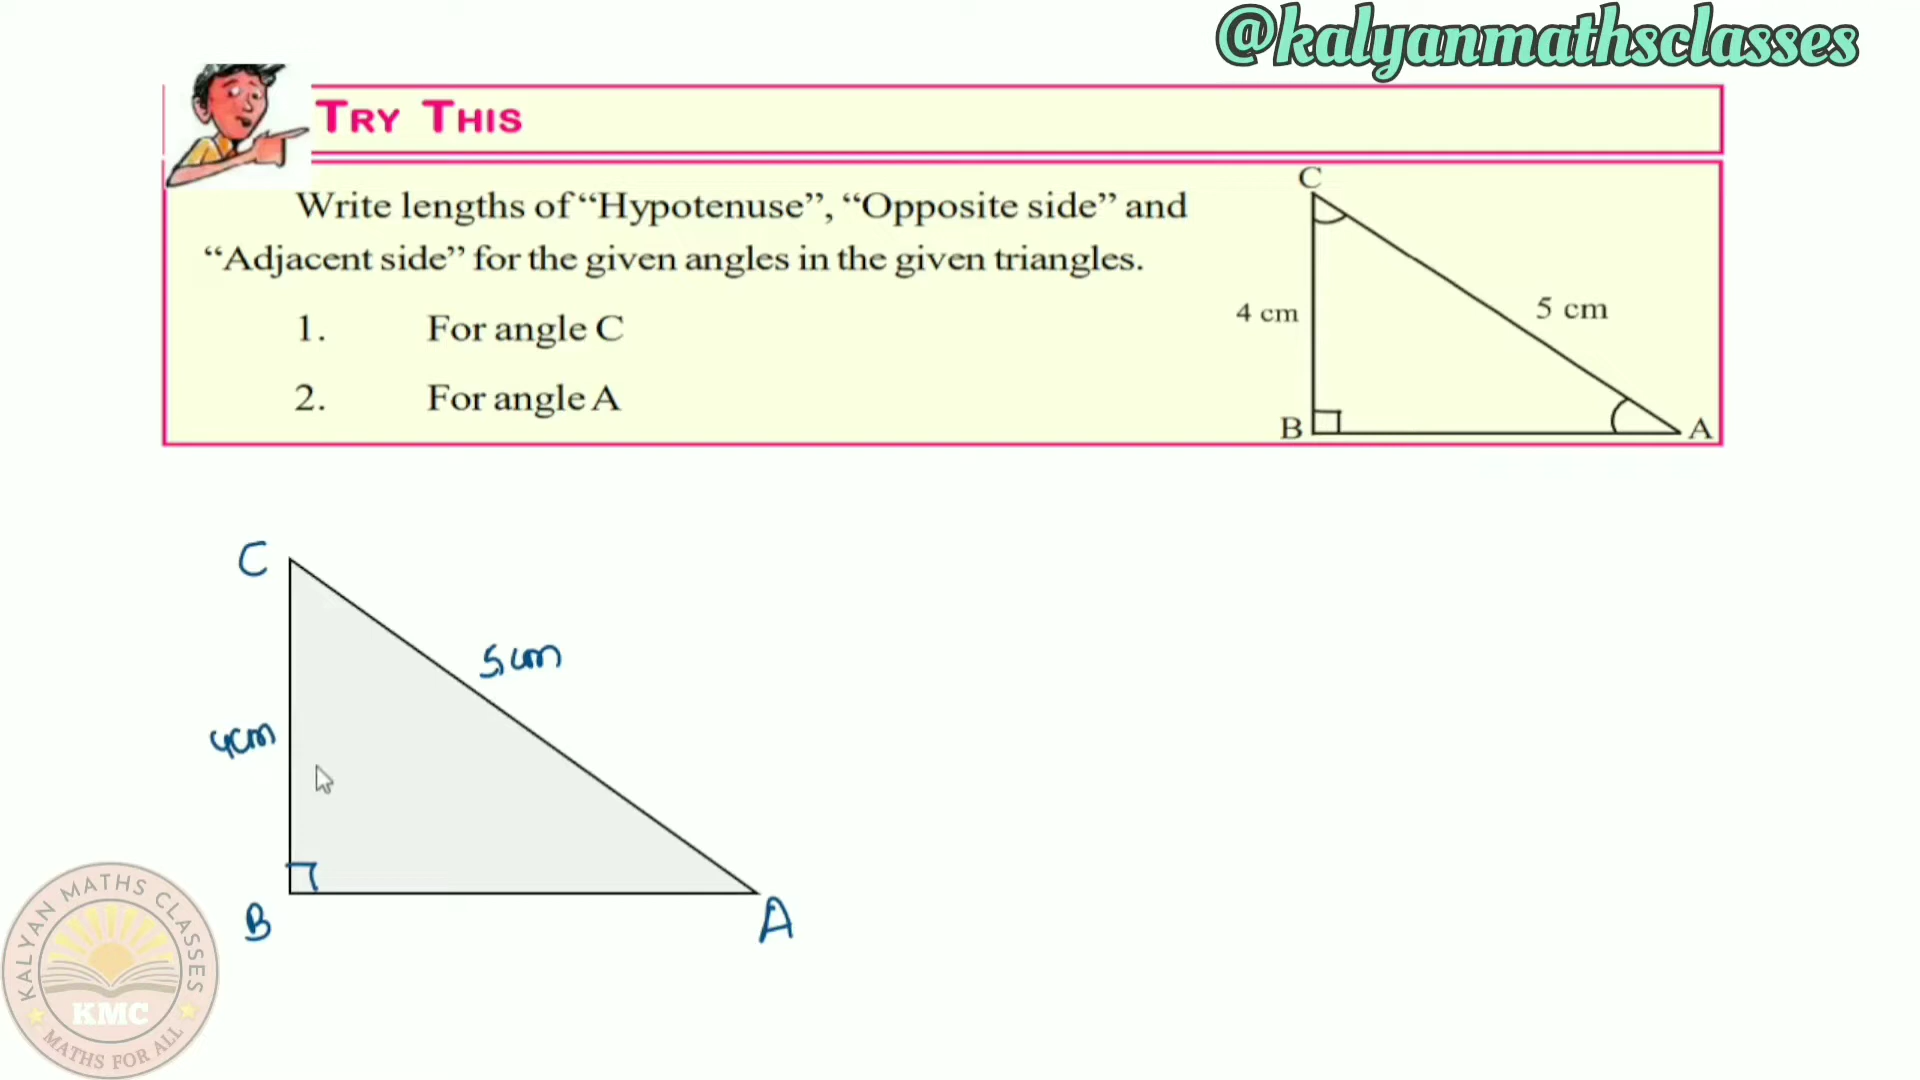 @kalyanmathsclasses
TRY THIS
Write lengths of “Hypotenuse”, “Opposite side” and
“Adjacent side” for the given angles in the given triangles.
1. For angle C
2. For angle A
C
4 cm
5 cm
B
A
C
5cm
4cm
B
A
KALYAN MATHS CLASSES
KMC
MATHS FOR ALL